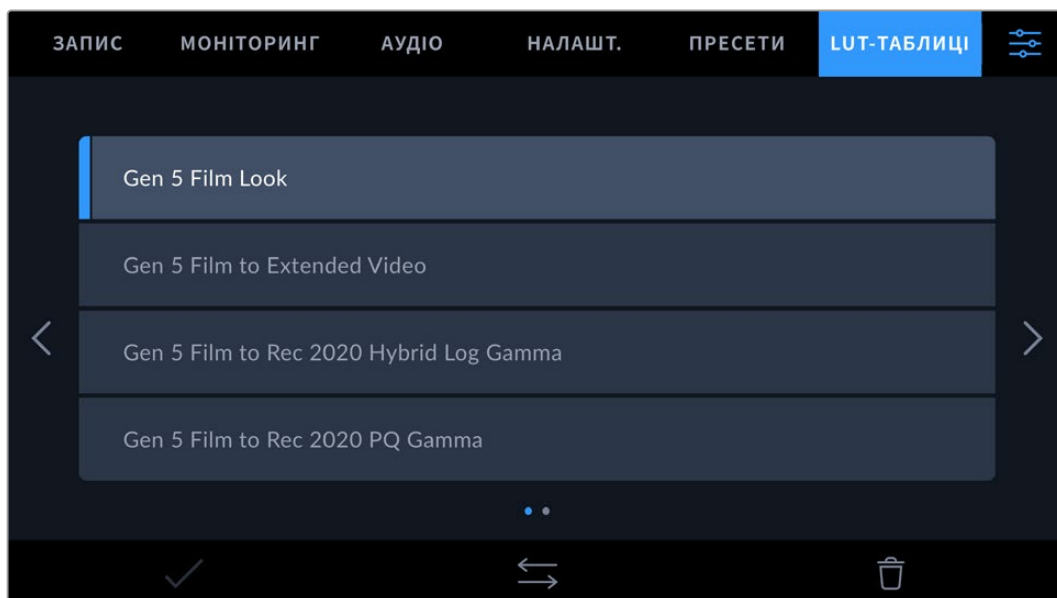 ЗАПИС МОНІТОРИНГ АУДІО НАЛАШТ. ПРЕСЕТИ LUT-ТАБЛИЦІ
Gen 5 Film Look
Gen 5 Film to Extended Video
Gen 5 Film to Rec 2020 Hybrid Log Gamma
Gen 5 Film to Rec 2020 PQ Gamma